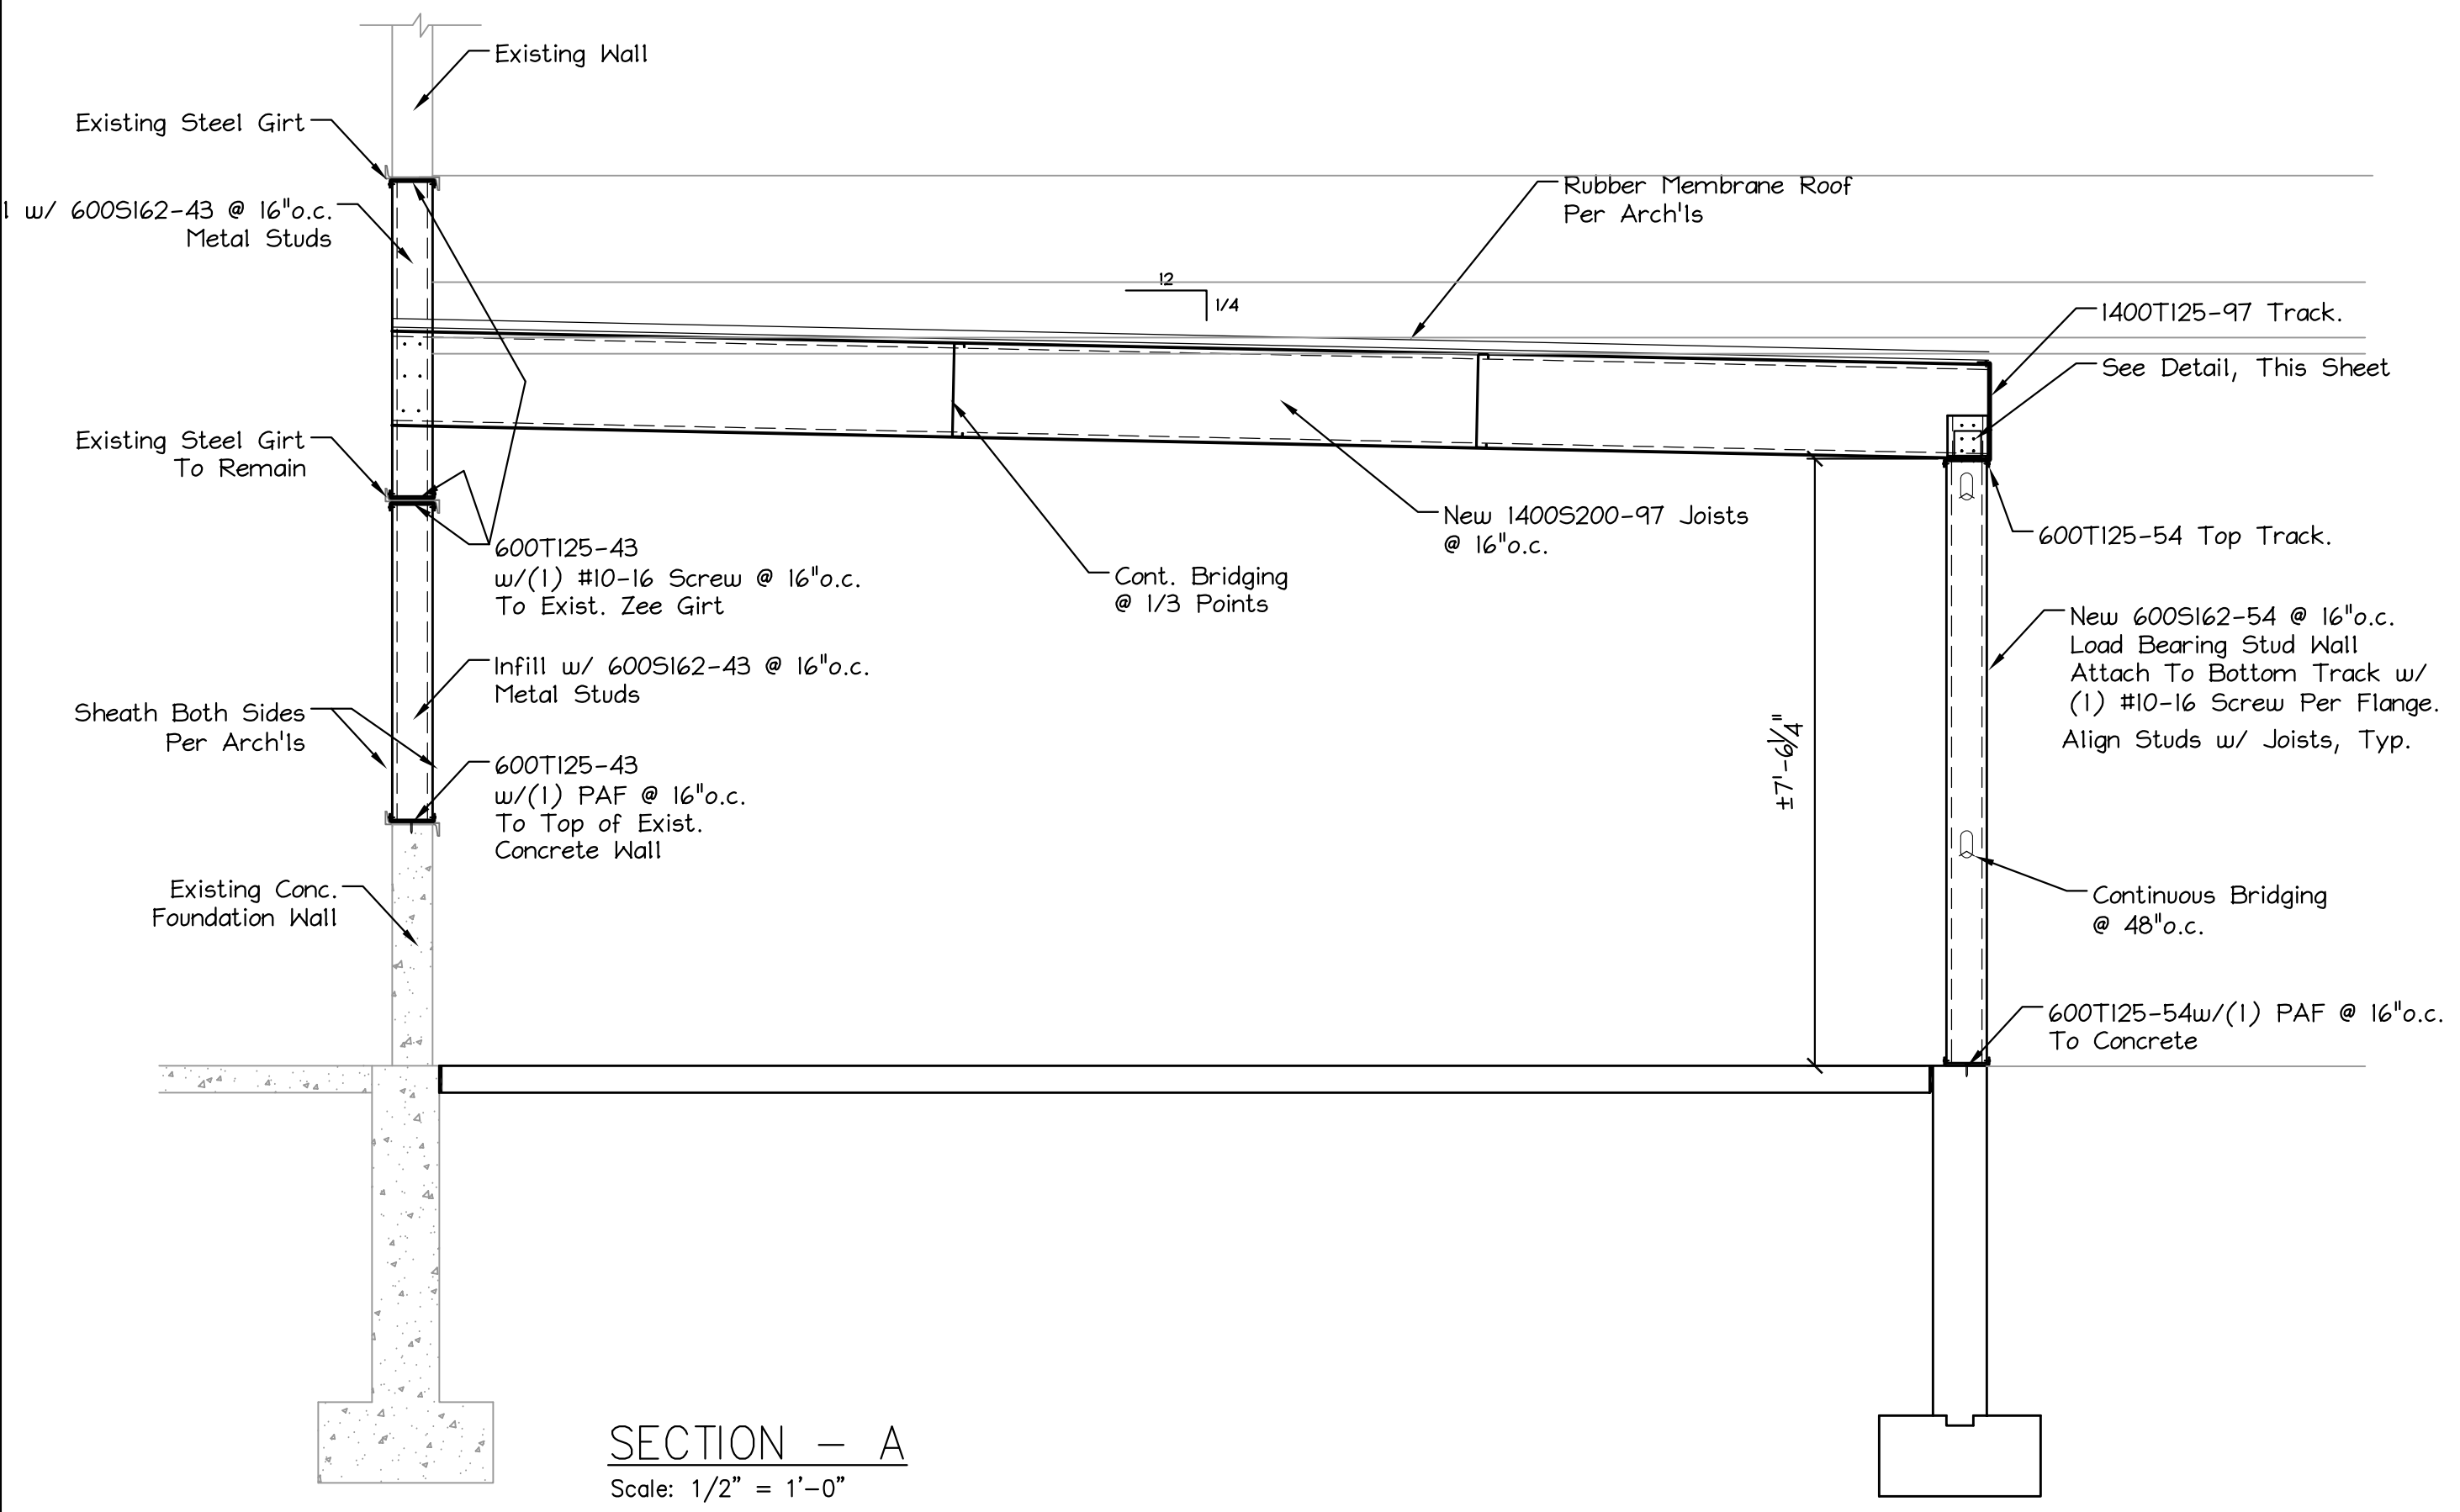 Existing Wall
Existing Steel Girt
w/ 600S162-43 @ 16"o.c.
Metal Studs
Rubber Membrane Roof
Per Arch'ls
12
1/4
1400T125-97 Track.
See Detail, This Sheet
Existing Steel Girt
To Remain
New 1400S200-97 Joists
@ 16"o.c.
600T125-54 Top Track.
600T125-43
w/(1) #10-16 Screw @ 16"o.c.
To Exist. Zee Girt
Cont. Bridging
@ 1/3 Points
New 600S162-54 @ 16"o.c.
Load Bearing Stud Wall
Attach To Bottom Track w/
(1) #10-16 Screw Per Flange.
Align Studs w/ Joists, Typ.
Infill w/ 600S162-43 @ 16"o.c.
Metal Studs
Sheath Both Sides
Per Arch'ls
±7'-61/4"
600T125-43
w/(1) PAF @ 16"o.c.
To Top of Exist.
Concrete Wall
Existing Conc.
Foundation Wall
Continuous Bridging
@ 48"o.c.
600T125-54w/(1) PAF @ 16"o.c.
To Concrete
SECTION - A
Scale: 1/2" = 1'-0"